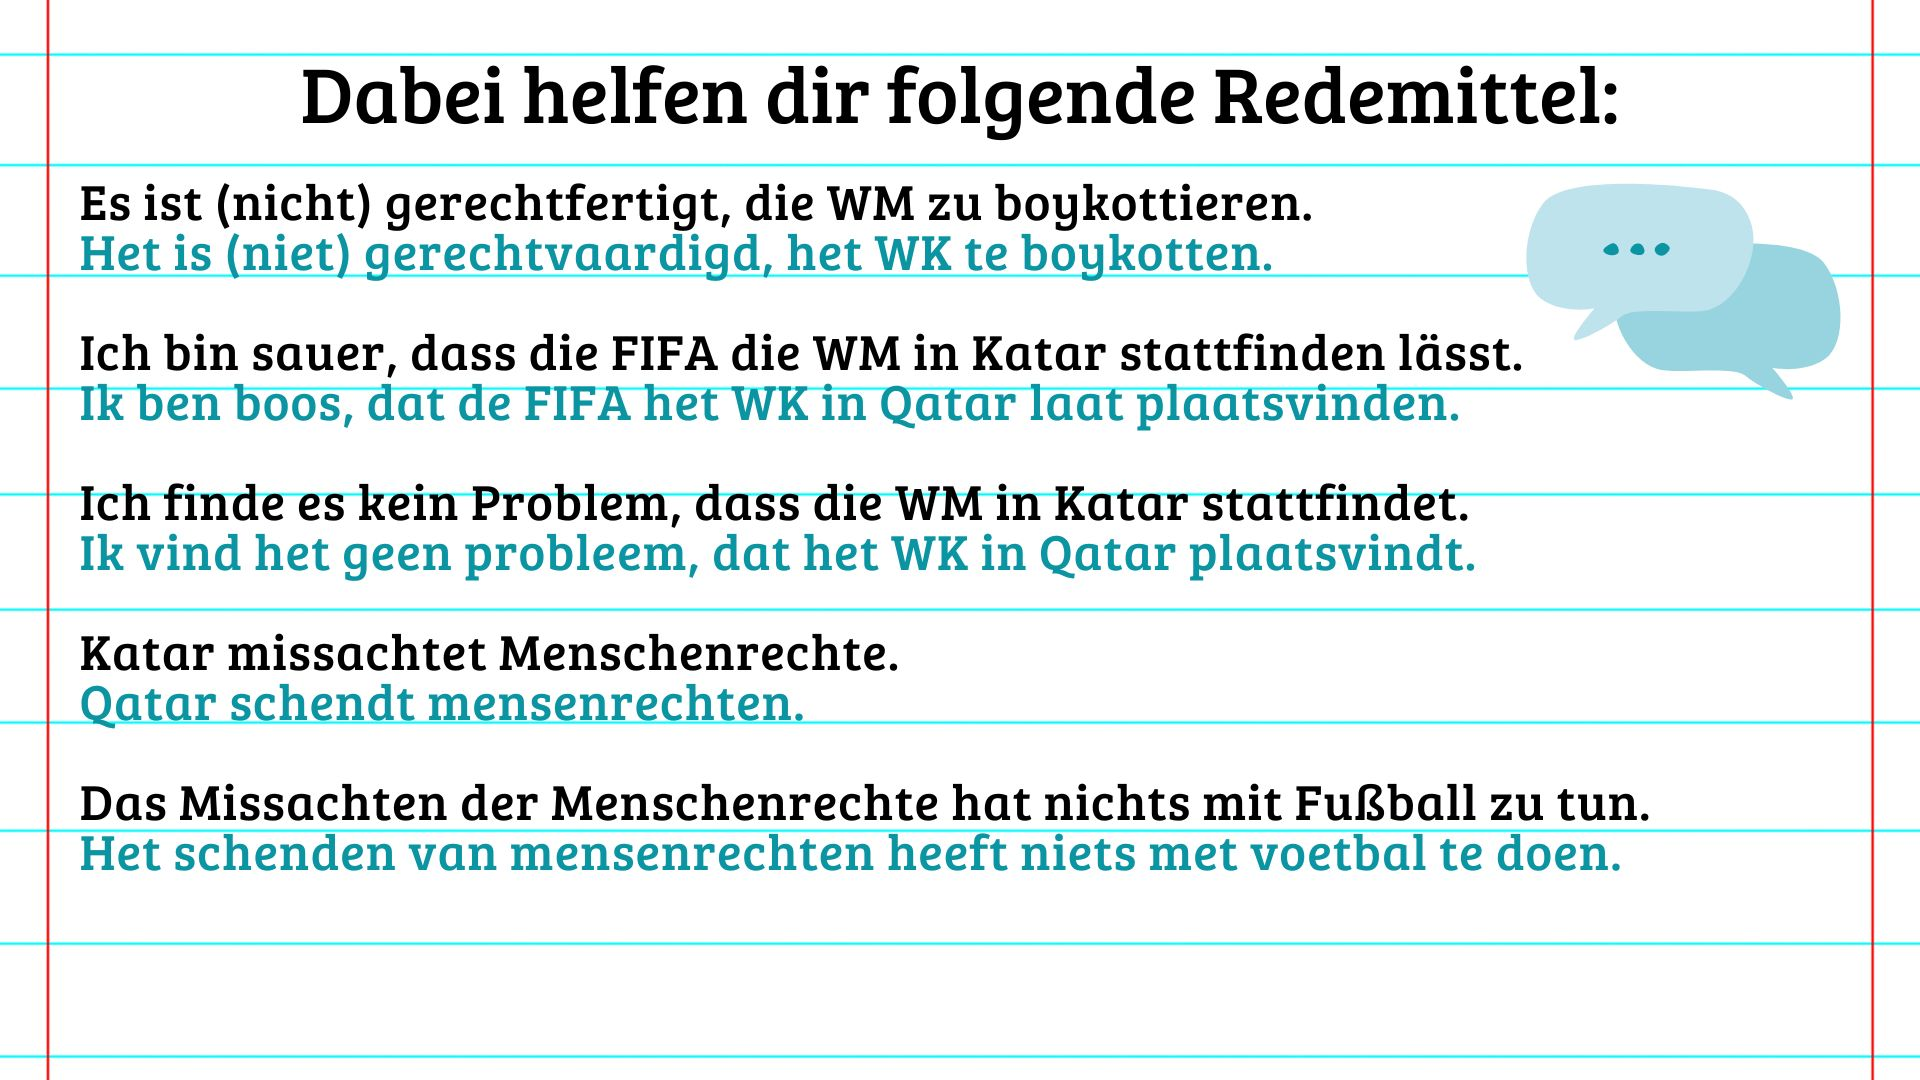 Dabei helfen dir folgende Redemittel:
Es ist (nicht) gerechtfertigt, die WM zu boykottieren.
Het is (niet) gerechtvaardigd, het WK te boykotten.
Ich bin sauer, dass die FIFA die WM in Katar stattfinden lässt.
Ik ben boos, dat de FIFA het WK in Qatar laat plaatsvinden.
Ich finde es kein Problem, dass die WM in Katar stattfindet.
Ik vind het geen probleem, dat het WK in Qatar plaatsvindt.
Katar missachtet Menschenrechte.
Qatar schendt mensenrechten.
Das Missachten der Menschenrechte hat nichts mit Fußball zu tun.
Het schenden van mensenrechten heeft niets met voetbal te doen.